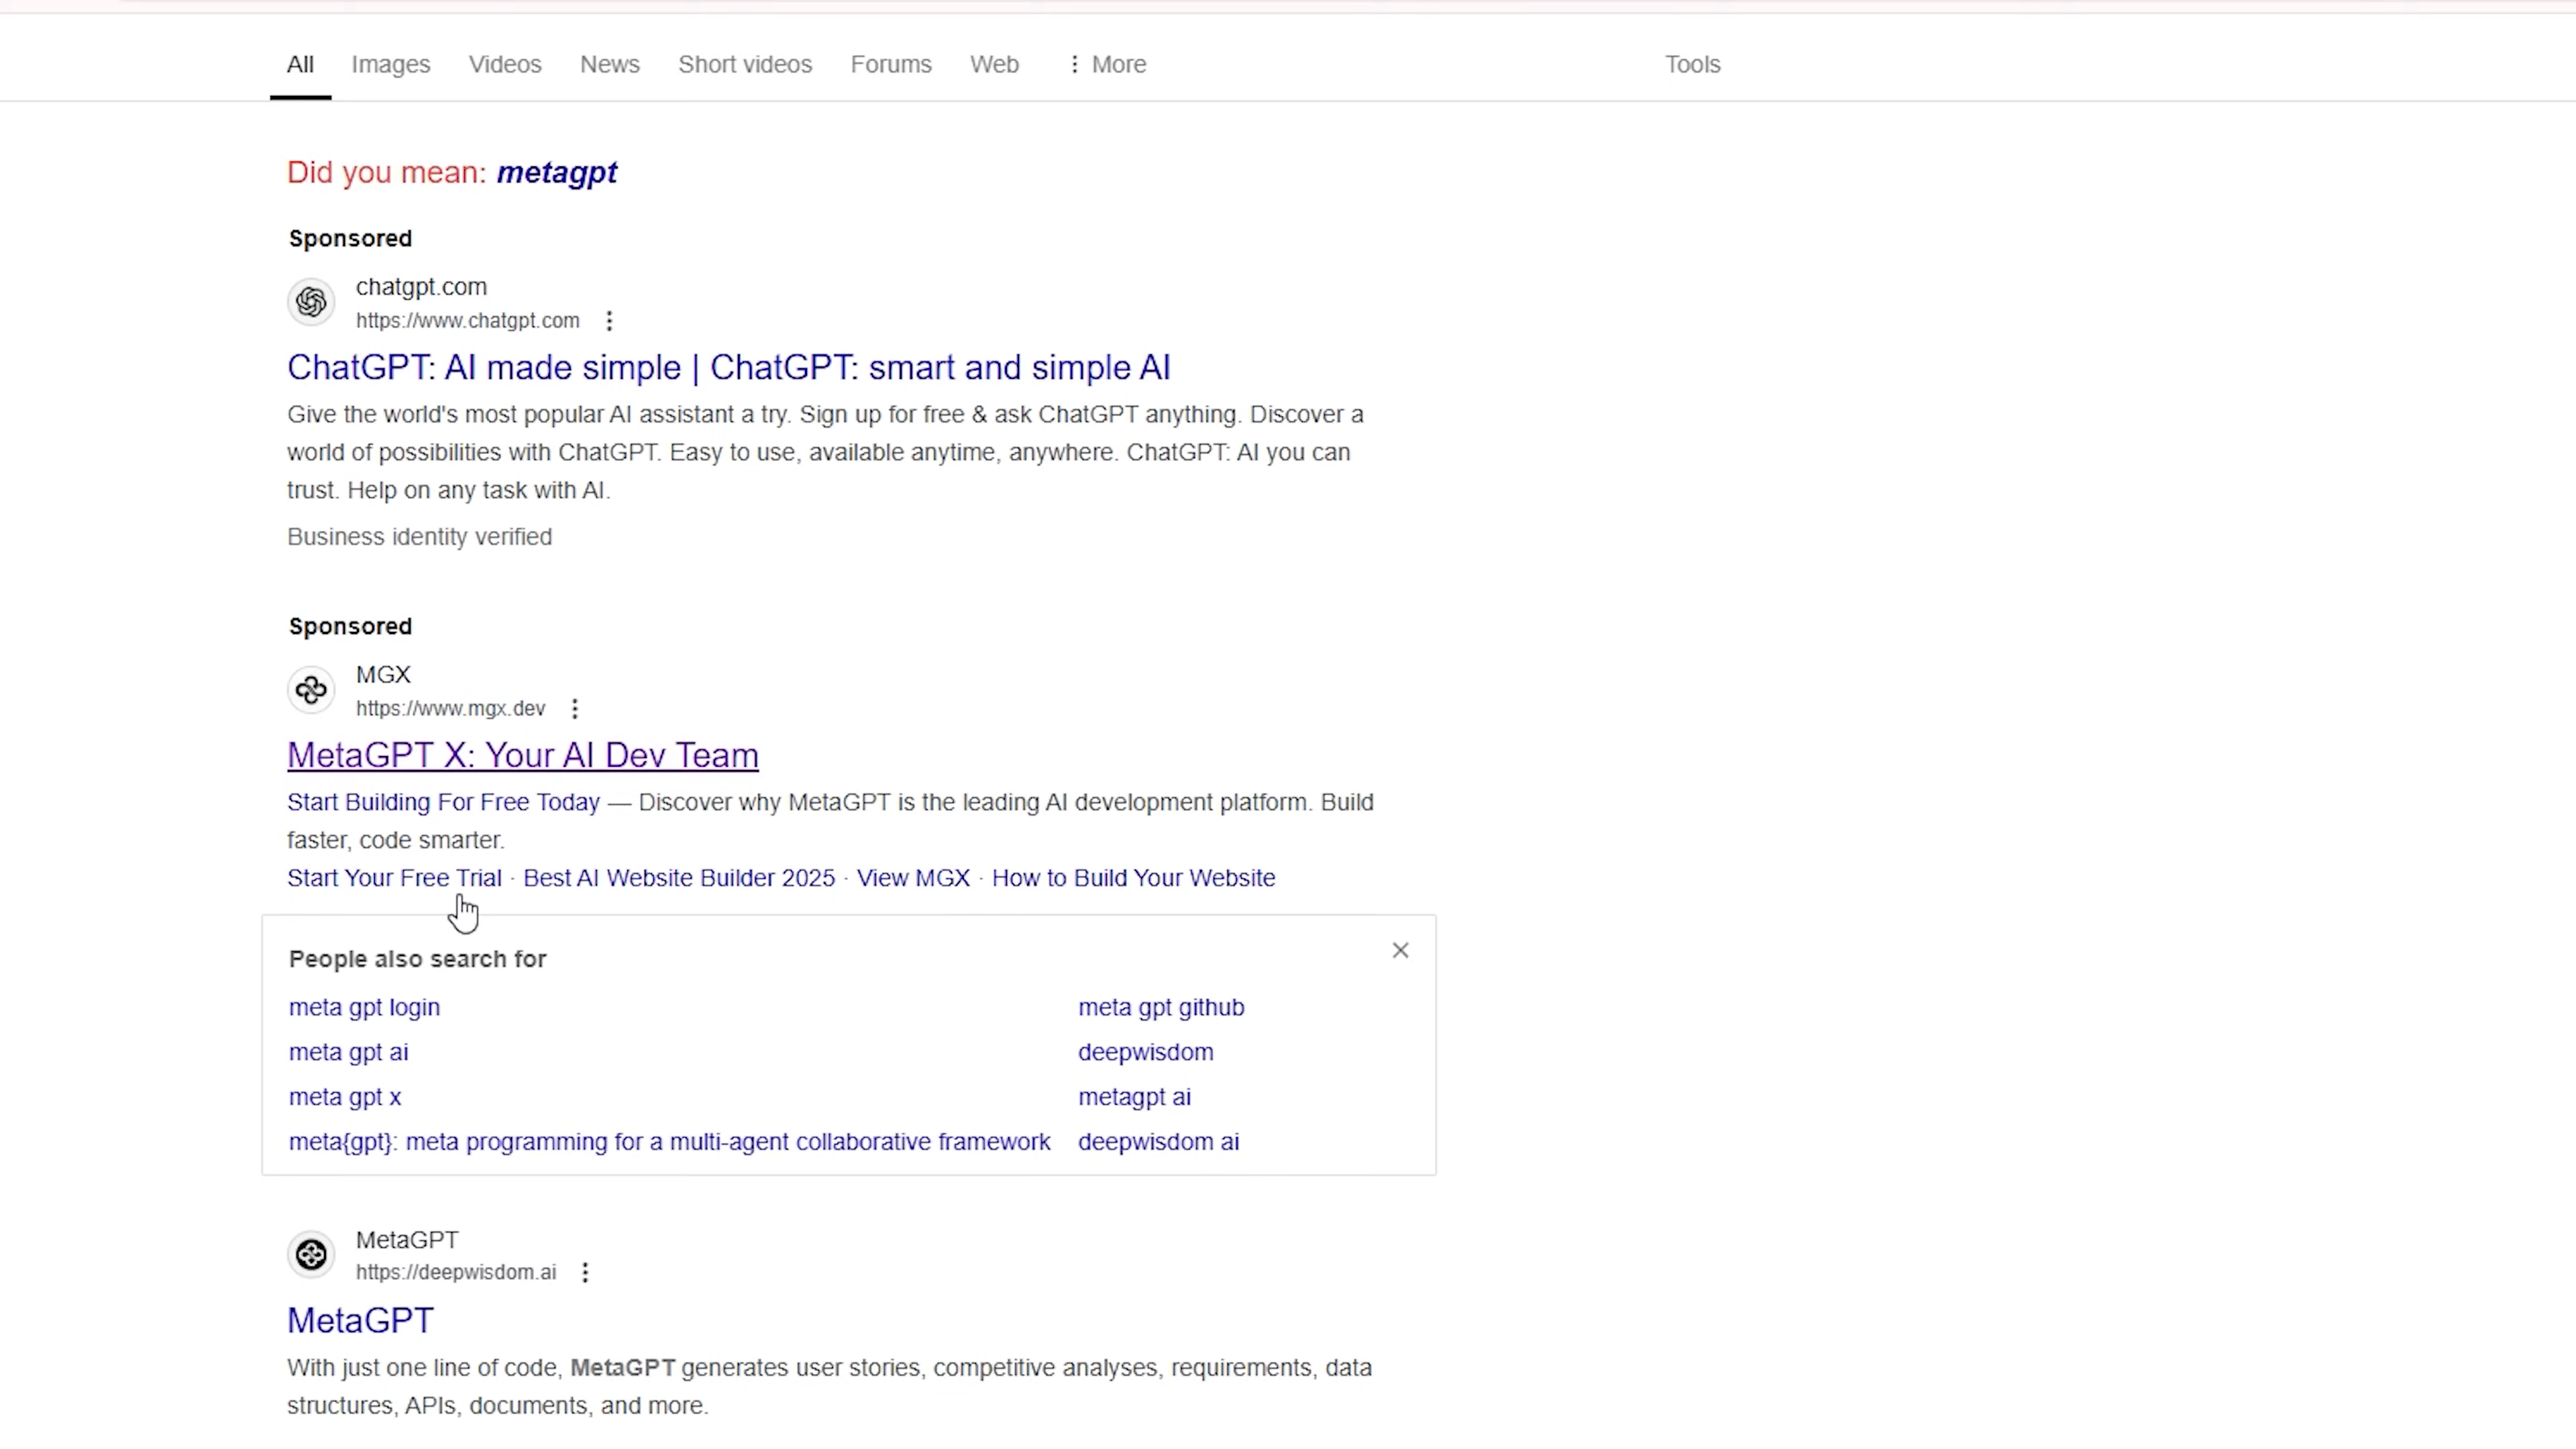 All Images Videos News Short videos Forums Web More Tools
Did you mean: metagpt
Sponsored
chatgpt.com
https://www.chatgpt.com
ChatGPT: AI made simple | ChatGPT: smart and simple AI
Give the world's most popular AI assistant a try. Sign up for free & ask ChatGPT anything. Discover a
world of possibilities with ChatGPT. Easy to use, available anytime, anywhere. ChatGPT: AI you can
trust. Help on any task with AI.
Business identity verified
Sponsored
MGX
https://www.mgx.dev
MetaGPT X: Your AI Dev Team
Start Building For Free Today — Discover why MetaGPT is the leading AI development platform. Build
faster, code smarter.
Start Your Free Trial · Best AI Website Builder 2025 · View MGX · How to Build Your Website
People also search for
meta gpt login
meta gpt ai
meta gpt x
meta{gpt}: meta programming for a multi-agent collaborative framework
meta gpt github
deepwisdom
metagpt ai
deepwisdom ai
MetaGPT
https://deepwisdom.ai
MetaGPT
With just one line of code, MetaGPT generates user stories, competitive analyses, requirements, data
structures, APIs, documents, and more.